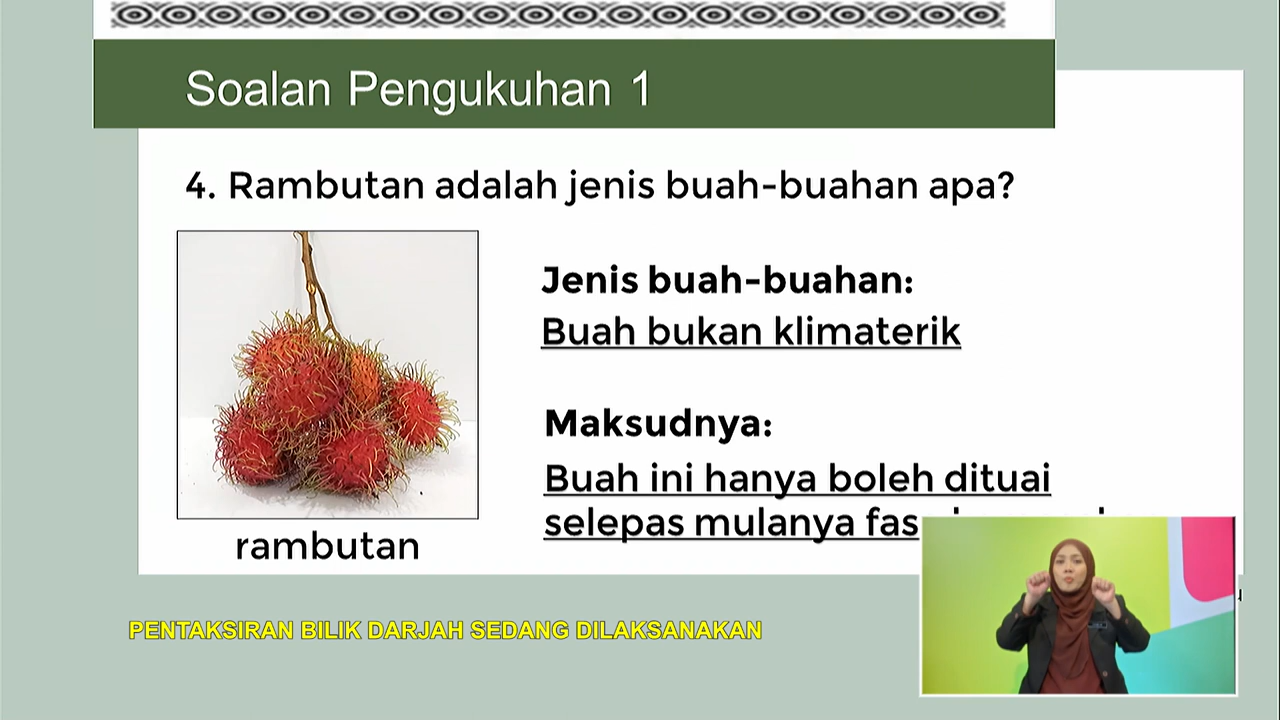 Soalan Pengukuhan 1
4. Rambutan adalah jenis buah-buahan apa?
Jenis buah-buahan:
Buah bukan klimaterik
Maksudnya:
Buah ini hanya boleh dituai
selepas mulanya
rambutan
PENTAKSIRAN BILIK DARJAH SEDANG DILAKSANAKAN